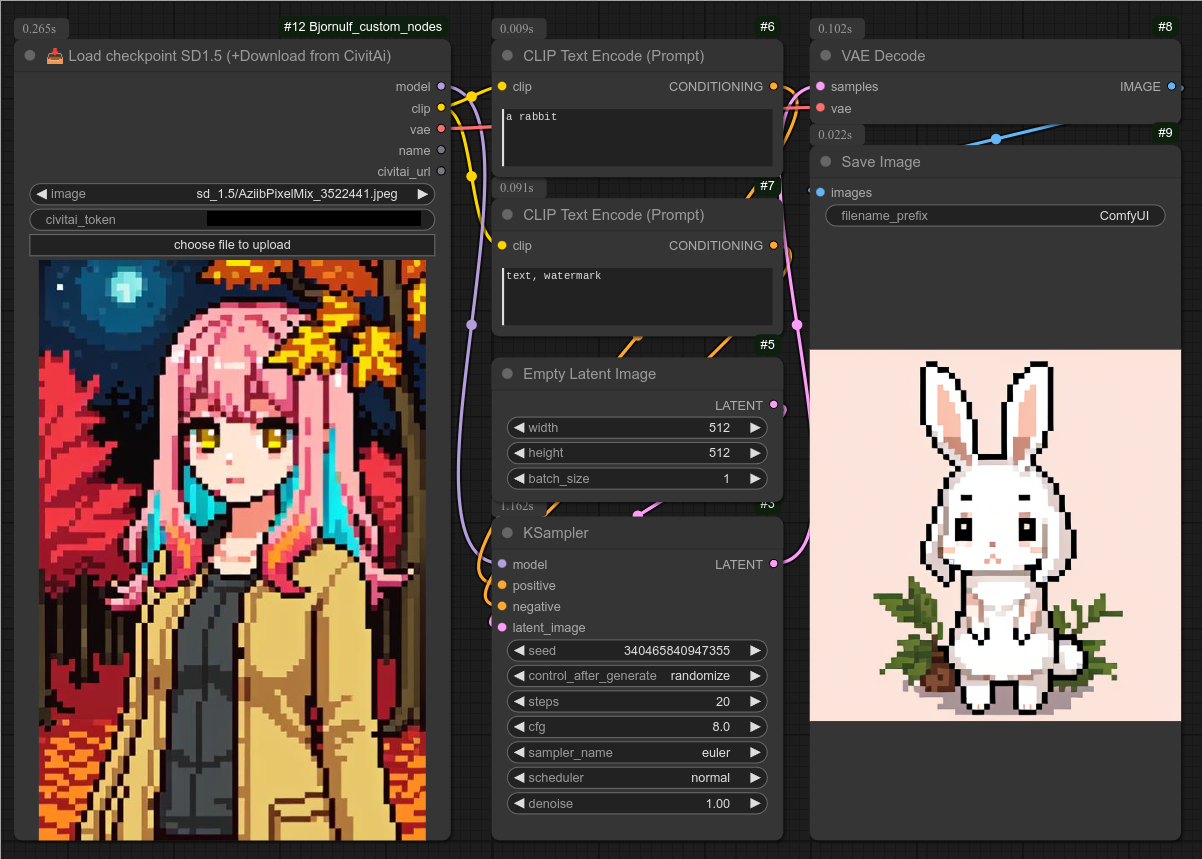 0.265s
#12 Bjornulf_custom_nodes
📥 Load checkpoint SD1.5 (+Download from CivitAi)
model
clip
vae
name
civitai_url
◀ image sd_1.5/AziibPixelMix_3522441.jpeg ▶
civitai_token
choose file to upload
0.009s
#6
CLIP Text Encode (Prompt)
clip CONDITIONING
a rabbit
0.091s
#7
CLIP Text Encode (Prompt)
clip CONDITIONING
text, watermark
#5
Empty Latent Image
LATENT
◀ width 512 ▶
◀ height 512 ▶
◀ batch_size 1 ▶
1.162s
#3
KSampler
model LATENT
positive
negative
latent_image
◀ seed 340465840947355 ▶
◀ control_after_generate randomize ▶
◀ steps 20 ▶
◀ cfg 8.0 ▶
◀ sampler_name euler ▶
◀ scheduler normal ▶
◀ denoise 1.00 ▶
0.102s
#8
VAE Decode
samples IMAGE
vae
0.022s
#9
Save Image
images
filename_prefix ComfyUI